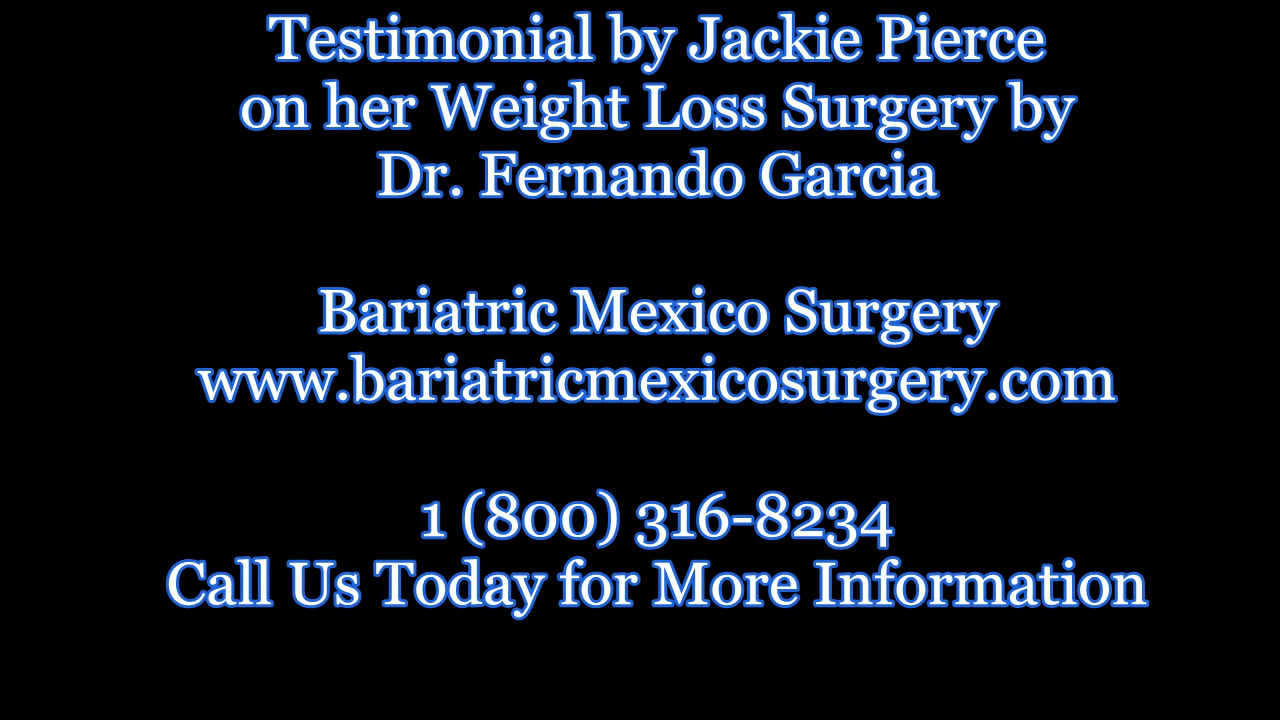 Testimonial by Jackie Pierce
on her Weight Loss Surgery by
Dr. Fernando Garcia
Bariatric Mexico Surgery
www.bariatricmexicosurgery.com
1 (800) 316-8234
Call Us Today for More Information